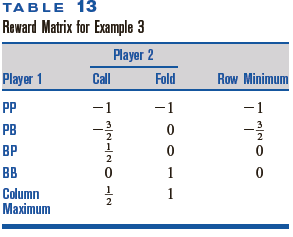 TABLE 13
Reward Matrix for Example 3
Player 2
Player 1 Call Fold Row Minimum
PP −1 −1 −1
PB −3/2 0 −3/2
BP 1/2 0 0
BB 0 1 0
Column Maximum 1/2 1